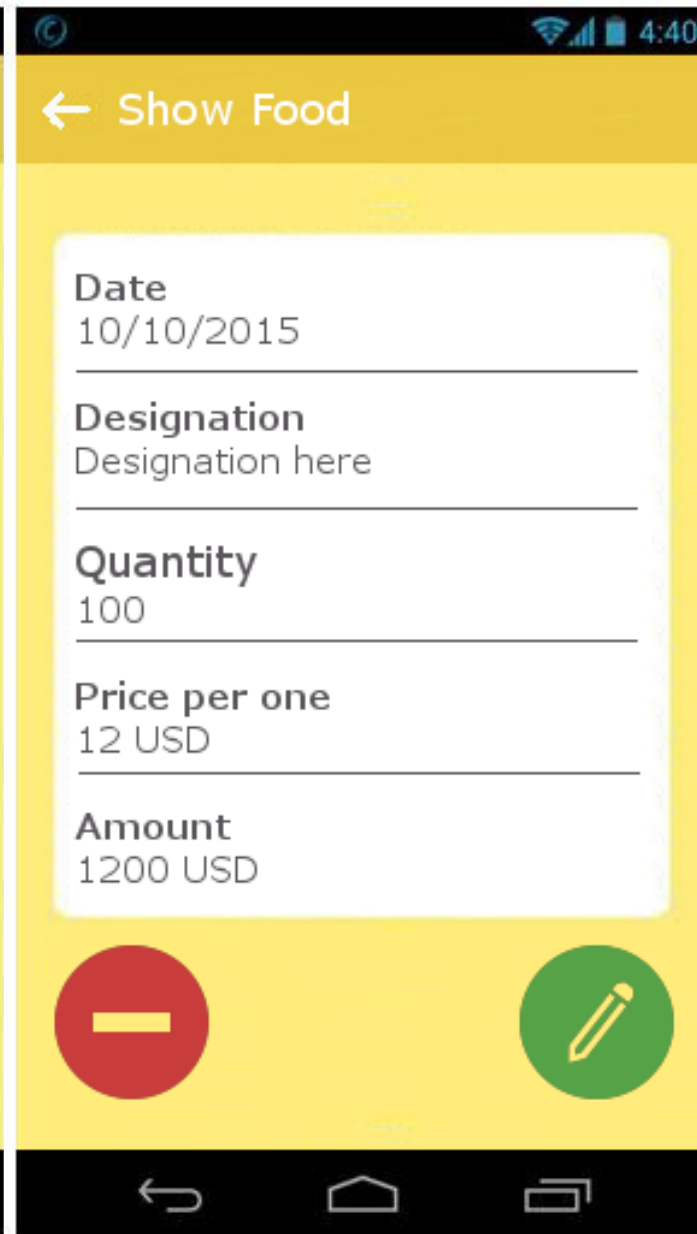 4:40
Show Food
Date
10/10/2015
Designation
Designation here
Quantity
100
Price per one
12 USD
Amount
1200 USD